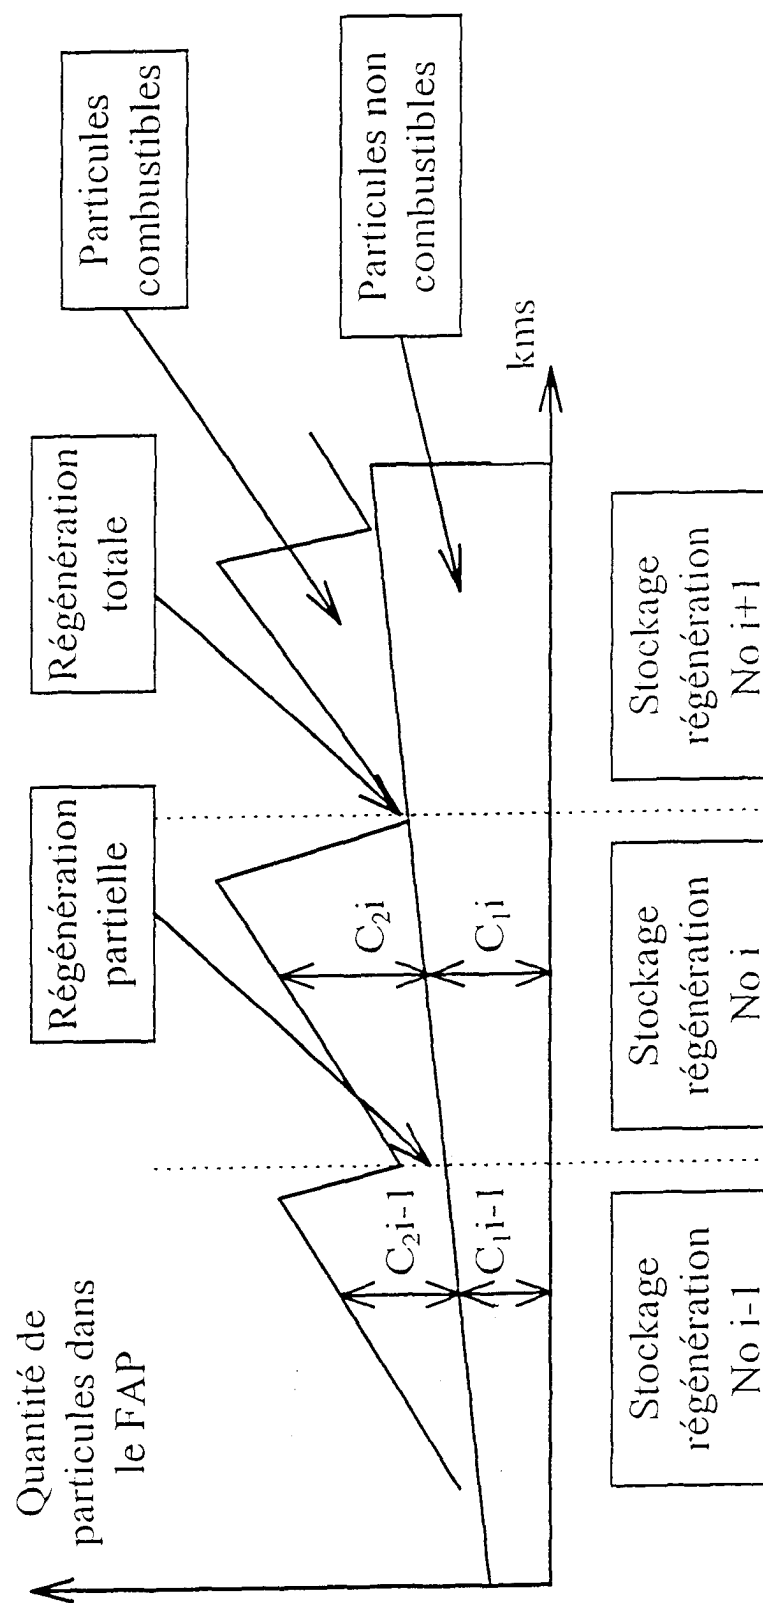 Quantité de
particules dans
le FAP
Régénération
partielle
Régénération
totale
Particules
combustibles
Particules non
combustibles
C₂i-1
C₁i-1
C₂i
C₁i
kms
Stockage
régénération
No i-1
Stockage
régénération
No i
Stockage
régénération
No i+1